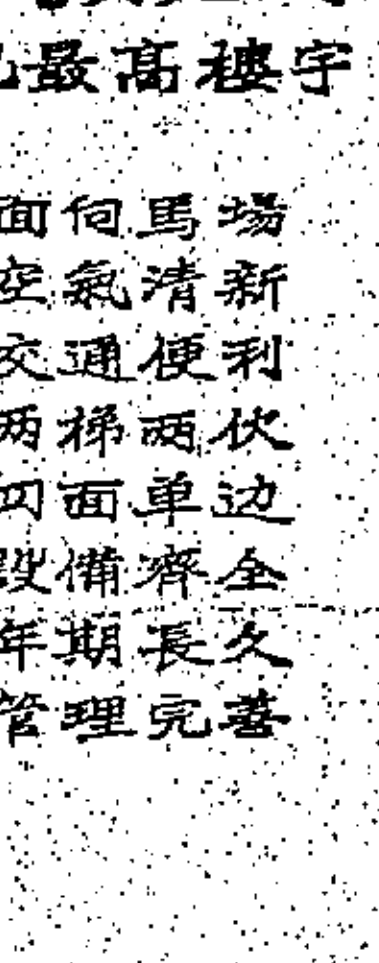 最高樓宇
面向馬場
空氣清新
交通便利
两梯两伙
四面单边
設備齊全
年期長久
管理完善